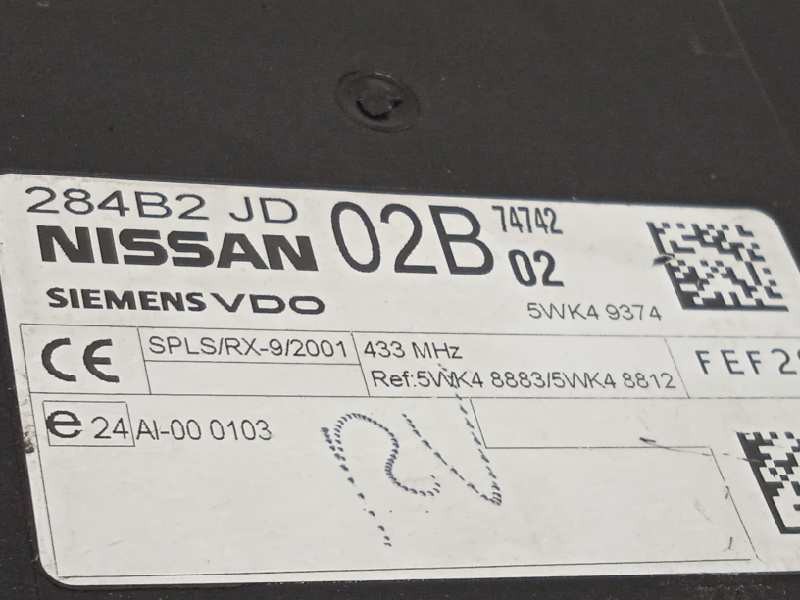 284B2 JD 02B 74742
NISSAN 02
SIEMENS VDO
5WK4 9374
CE SPLS/RX-9/2001 433 MHz
Ref:5WK4 8883/5WK4 8812
e 24 AI-00 0103